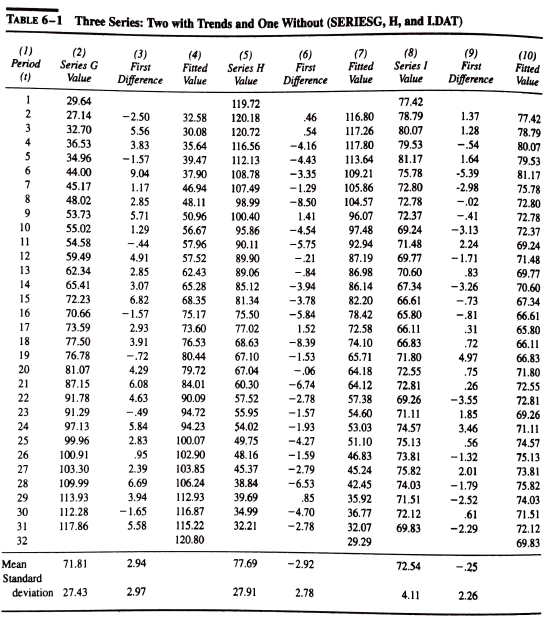 TABLE 6–1 Three Series: Two with Trends and One Without (SERIESG, H, and I.DAT)
(1) (2) (3) (4) (5) (6) (7) (8) (9) (10)
Period Series G First Fitted Series H First Fitted Series I First Fitted
(t) Value Difference Value Value Difference Value Value Difference Value
1 29.64 119.72 77.42
2 27.14 −2.50 32.58 120.18 .46 116.80 78.79 1.37 77.42
3 32.70 5.56 30.08 120.72 .54 117.26 80.07 1.28 78.79
4 36.53 3.83 35.64 116.56 −4.16 117.80 79.53 −.54 80.07
5 34.96 −1.57 39.47 112.13 −4.43 113.64 81.17 1.64 79.53
6 44.00 9.04 37.90 108.78 −3.35 109.21 75.78 -5.39 81.17
7 45.17 1.17 46.94 107.49 −1.29 105.86 72.80 −2.98 75.78
8 48.02 2.85 48.11 98.99 −8.50 104.57 72.78 −.02 72.80
9 53.73 5.71 50.96 100.40 1.41 96.07 72.37 −.41 72.78
10 55.02 1.29 56.67 95.86 −4.54 97.48 69.24 −3.13 72.37
11 54.58 −.44 57.96 90.11 −5.75 92.94 71.48 2.24 69.24
12 59.49 4.91 57.52 89.90 −.21 87.19 69.77 −1.71 71.48
13 62.34 2.85 62.43 89.06 −.84 86.98 70.60 .83 69.77
14 65.41 3.07 65.28 85.12 −3.94 86.14 67.34 −3.26 70.60
15 72.23 6.82 68.35 81.34 −3.78 82.20 66.61 −.73 67.34
16 70.66 −1.57 75.17 75.50 −5.84 78.42 65.80 −.81 66.61
17 73.59 2.93 73.60 77.02 1.52 72.58 66.11 .31 65.80
18 77.50 3.91 76.53 68.63 −8.39 74.10 66.83 .72 66.11
19 76.78 −.72 80.44 67.10 −1.53 65.71 71.80 4.97 66.83
20 81.07 4.29 79.72 67.04 −.06 64.18 72.55 .75 71.80
21 87.15 6.08 84.01 60.30 −6.74 64.12 72.81 .26 72.55
22 91.78 4.63 90.09 57.52 −2.78 57.38 69.26 −3.55 72.81
23 91.29 −.49 94.72 55.95 −1.57 54.60 71.11 1.85 69.26
24 97.13 5.84 94.23 54.02 −1.93 53.03 74.57 3.46 71.11
25 99.96 2.83 100.07 49.75 −4.27 51.10 75.13 .56 74.57
26 100.91 .95 102.90 48.16 −1.59 46.83 73.81 −1.32 75.13
27 103.30 2.39 103.85 45.37 −2.79 45.24 75.82 2.01 73.81
28 109.99 6.69 106.24 38.84 −6.53 42.45 74.03 −1.79 75.82
29 113.93 3.94 112.93 39.69 .85 35.92 71.51 −2.52 74.03
30 112.28 −1.65 116.87 34.99 −4.70 36.77 72.12 .61 71.51
31 117.86 5.58 115.22 32.21 −2.78 32.07 69.83 −2.29 72.12
32 120.80 29.29 69.83
Mean 71.81 2.94 77.69 −2.92 72.54 −.25
Standard
deviation 27.43 2.97 27.91 2.78 4.11 2.26